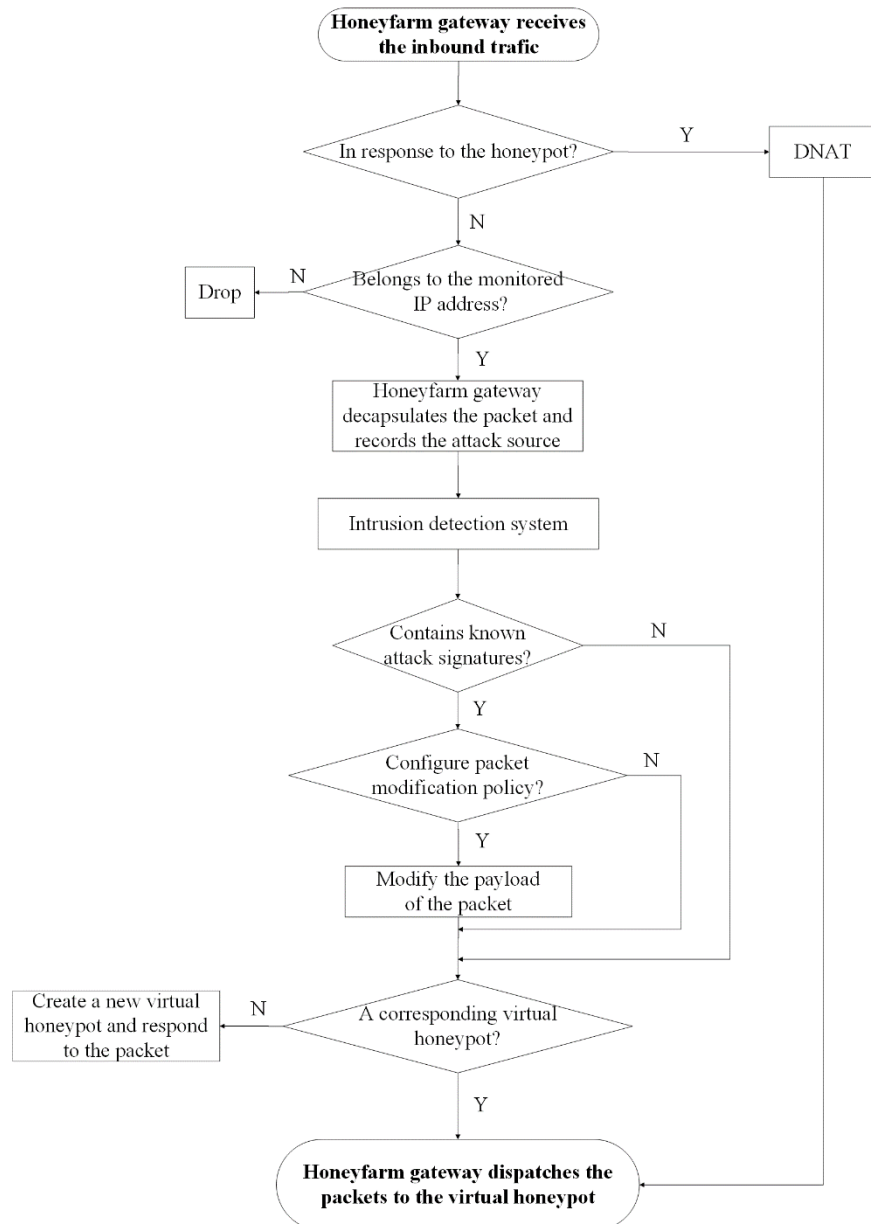 Honeyfarm gateway receives
the inbound trafic
In response to the honeypot?
Y
DNAT
N
Belongs to the monitored
IP address?
N
Drop
Y
Honeyfarm gateway
decapsulates the packet and
records the attack source
Intrusion detection system
Contains known
attack signatures?
N
Y
Configure packet
modification policy?
N
Y
Modify the payload
of the packet
A corresponding virtual
honeypot?
N
Create a new virtual
honeypot and respond
to the packet
Y
Honeyfarm gateway dispatches the
packets to the virtual honeypot